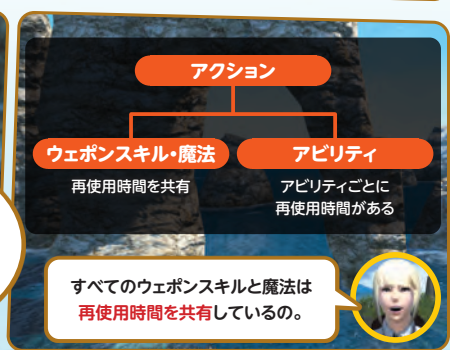 アクション
ウェポンスキル・魔法
アビリティ
再使用時間を共有
アビリティごとに
再使用時間がある
すべてのウェポンスキルと魔法は
再使用時間を共有しているの。